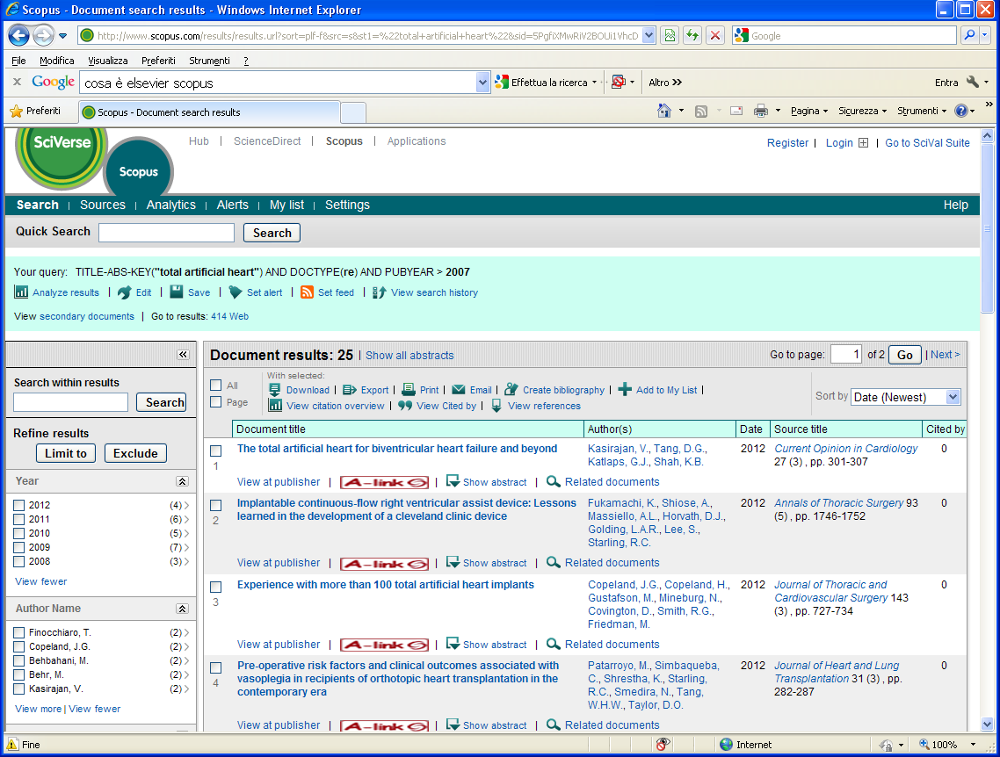 Scopus - Document search results - Windows Internet Explorer
http://www.scopus.com/results/results.url?sort=plf-f&src=s&st1=%22total+artificial+heart%22&sid=5PgfiXMwRiV2BOUi1VhcD
Google
File Modifica Visualizza Preferiti Strumenti ?
x Google cosa è elsevier scopus Effettua la ricerca Altro >> Entra
Preferiti Scopus - Document search results Pagina Sicurezza Strumenti
SciVerse Scopus
Hub | ScienceDirect | Scopus | Applications
Register | Login | Go to SciVal Suite
Search | Sources | Analytics | Alerts | My list | Settings Help
Quick Search Search
Your query: TITLE-ABS-KEY("total artificial heart") AND DOCTYPE(re) AND PUBYEAR > 2007
Analyze results | Edit | Save | Set alert | Set feed | View search history
View secondary documents | Go to results: 414 Web
Search within results
Search
Refine results
Limit to Exclude
Year
2012 (4)
2011 (6)
2010 (5)
2009 (7)
2008 (3)
View fewer
Author Name
Finocchiaro, T. (2)
Copeland, J.G. (2)
Behbahani, M. (2)
Behr, M. (2)
Kasirajan, V. (2)
View more | View fewer
Document results: 25 | Show all abstracts
Go to page: 1 of 2 Go | Next >
All
Page
With selected:
Download | Export | Print | Email | Create bibliography | Add to My List |
View citation overview | View Cited by | View references
Sort by Date (Newest)
Document title Author(s) Date Source title Cited by
1
The total artificial heart for biventricular heart failure and beyond
Kasirajan, V., Tang, D.G.,
Katlaps, G.J., Shah, K.B.
2012
Current Opinion in Cardiology
27 (3) , pp. 301-307
0
View at publisher | A-link | Show abstract | Related documents
2
Implantable continuous-flow right ventricular assist device: Lessons
learned in the development of a cleveland clinic device
Fukamachi, K., Shiose, A.,
Massiello, A.L., Horvath, D.J.,
Golding, L.A.R., Lee, S.,
Starling, R.C.
2012
Annals of Thoracic Surgery 93
(5) , pp. 1746-1752
0
View at publisher | A-link | Show abstract | Related documents
3
Experience with more than 100 total artificial heart implants
Copeland, J.G., Copeland, H.,
Gustafson, M., Mineburg, N.,
Covington, D., Smith, R.G.,
Friedman, M.
2012
Journal of Thoracic and
Cardiovascular Surgery 143
(3) , pp. 727-734
0
View at publisher | A-link | Show abstract | Related documents
4
Pre-operative risk factors and clinical outcomes associated with
vasoplegia in recipients of orthotopic heart transplantation in the
contemporary era
Patarroyo, M., Simbaqueba,
C., Shrestha, K., Starling,
R.C., Smedira, N., Tang,
W.H.W., Taylor, D.O.
2012
Journal of Heart and Lung
Transplantation 31 (3) , pp.
282-287
0
View at publisher | A-link | Show abstract | Related documents
Fine Internet 100%